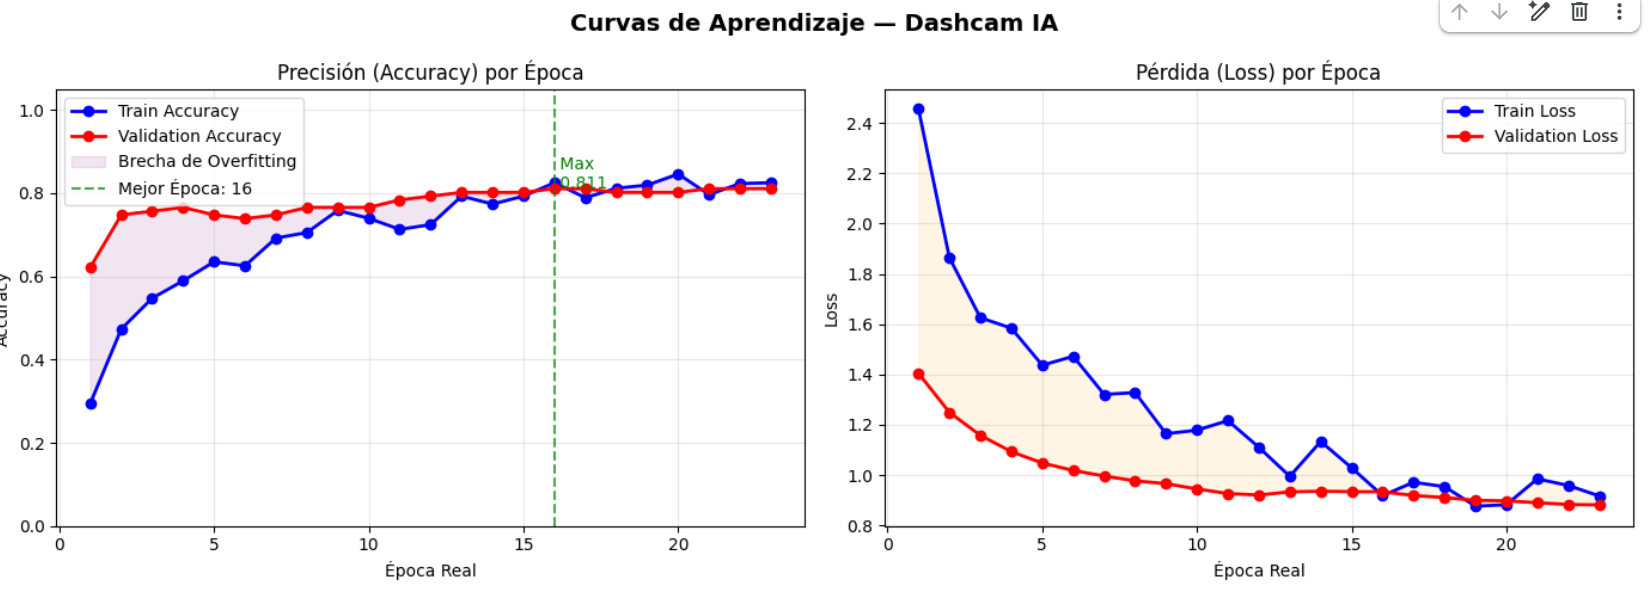 Curvas de Aprendizaje — Dashcam IA
Precisión (Accuracy) por Época
1.0
0.8
0.6
0.4
0.2
0.0
Accuracy
Train Accuracy
Validation Accuracy
Brecha de Overfitting
Mejor Época: 16
Max
0.811
0
5
10
15
20
Época Real
Pérdida (Loss) por Época
2.4
2.2
2.0
1.8
1.6
1.4
1.2
1.0
0.8
Loss
Train Loss
Validation Loss
0
5
10
15
20
Época Real